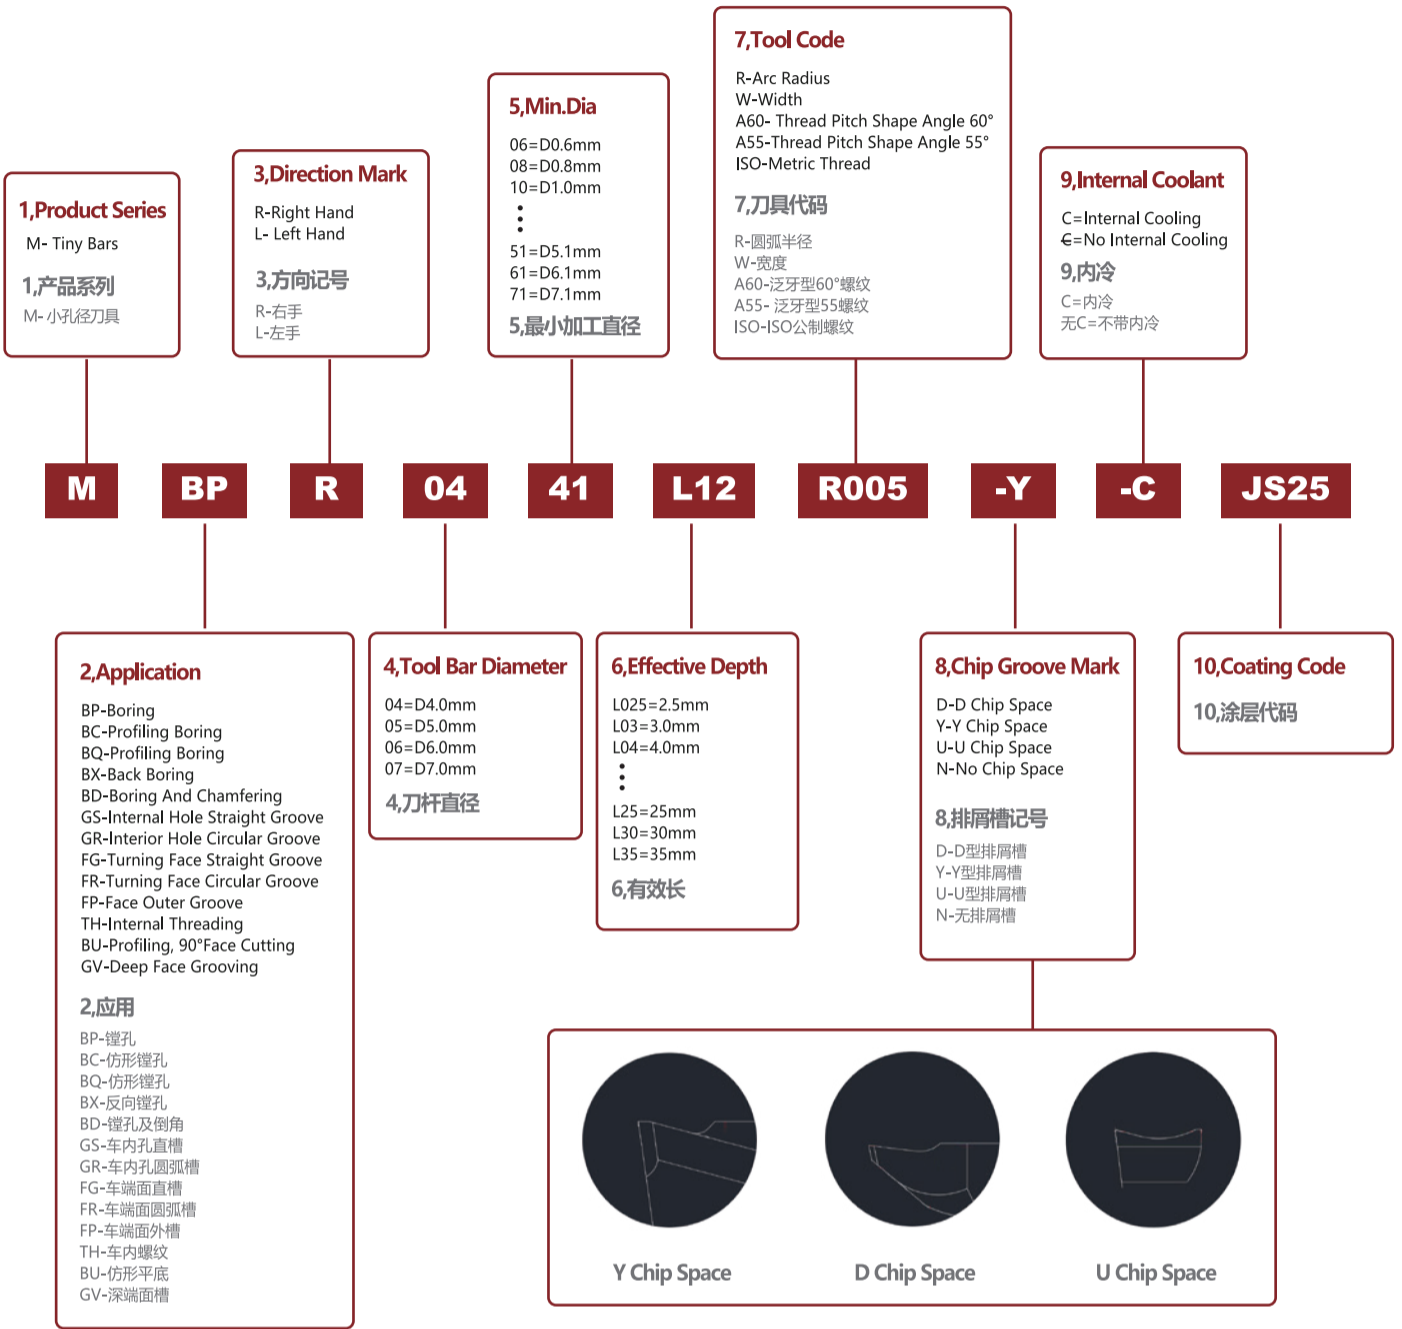 7,Tool Code
R-Arc Radius
W-Width
A60- Thread Pitch Shape Angle 60°
A55-Thread Pitch Shape Angle 55°
ISO-Metric Thread
7,刀具代码
R-圆弧半径
W-宽度
A60-泛牙型60°螺纹
A55- 泛牙型55螺纹
ISO-ISO公制螺纹
5,Min.Dia
06=D0.6mm
08=D0.8mm
10=D1.0mm
51=D5.1mm
61=D6.1mm
71=D7.1mm
5,最小加工直径
3,Direction Mark
R-Right Hand
L- Left Hand
3,方向记号
R-右手
L-左手
9,Internal Coolant
C=Internal Cooling
C=No Internal Cooling
9,内冷
C=内冷
无C=不带内冷
1,Product Series
M- Tiny Bars
1,产品系列
M- 小孔径刀具
M BP R 04 41 L12 R005 -Y -C JS25
2,Application
BP-Boring
BC-Profiling Boring
BQ-Profiling Boring
BX-Back Boring
BD-Boring And Chamfering
GS-Internal Hole Straight Groove
GR-Interior Hole Circular Groove
FG-Turning Face Straight Groove
FR-Turning Face Circular Groove
FP-Face Outer Groove
TH-Internal Threading
BU-Profiling, 90°Face Cutting
GV-Deep Face Grooving
2,应用
BP-镗孔
BC-仿形镗孔
BQ-仿形镗孔
BX-反向镗孔
BD-镗孔及倒角
GS-车内孔直槽
GR-车内孔圆弧槽
FG-车端面直槽
FR-车端面圆弧槽
FP-车端面外槽
TH-车内螺纹
BU-仿形平底
GV-深端面槽
4,Tool Bar Diameter
04=D4.0mm
05=D5.0mm
06=D6.0mm
07=D7.0mm
4,刀杆直径
6,Effective Depth
L025=2.5mm
L03=3.0mm
L04=4.0mm
L25=25mm
L30=30mm
L35=35mm
6,有效长
8,Chip Groove Mark
D-D Chip Space
Y-Y Chip Space
U-U Chip Space
N-No Chip Space
8,排屑槽记号
D-D型排屑槽
Y-Y型排屑槽
U-U型排屑槽
N-无排屑槽
10,Coating Code
10,涂层代码
Y Chip Space
D Chip Space
U Chip Space